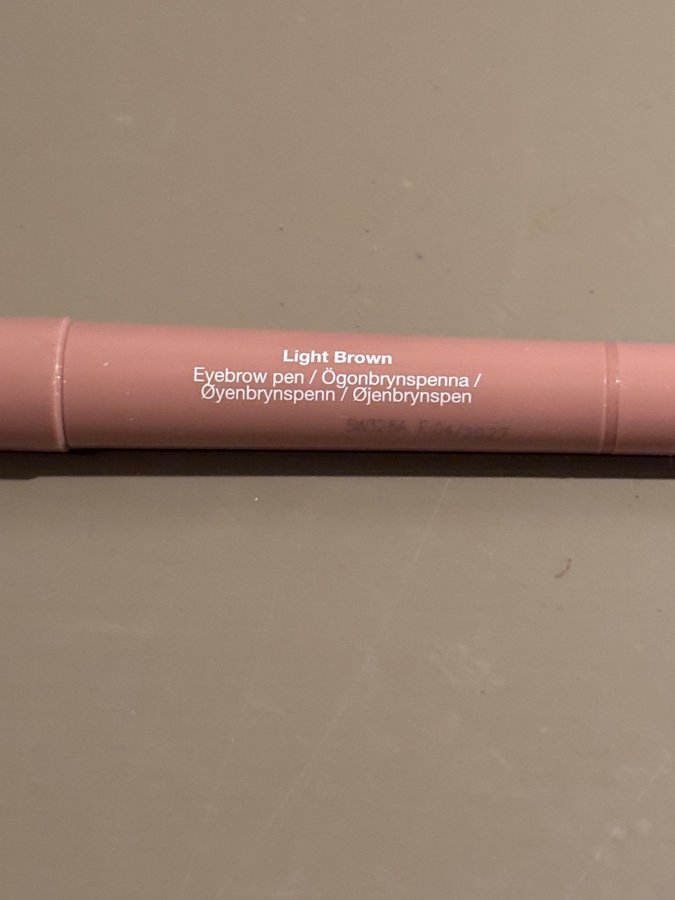 Light Brown
Eyebrow pen / Ögonbrynspenna /
Øyenbrynspenn / Øjenbrynspen